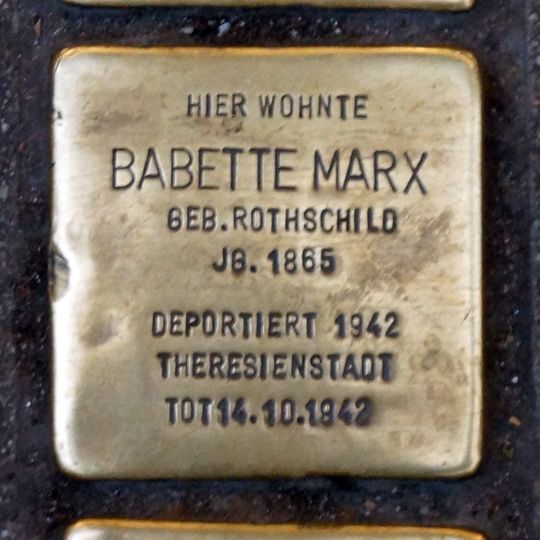 HIER WOHNTE
BABETTE MARX
GEB. ROTHSCHILD
JG. 1865
DEPORTIERT 1942
THERESIENSTADT
TOT 14.10.1942